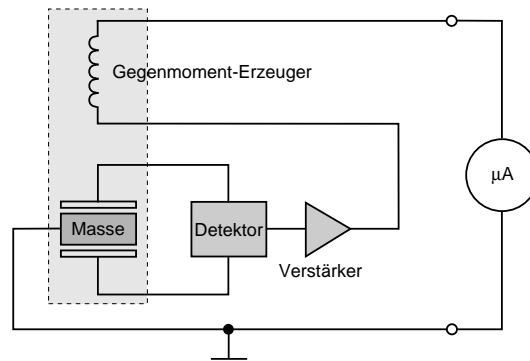 Gegenmoment-Erzeuger
µA
Masse
Detektor
Verstärker